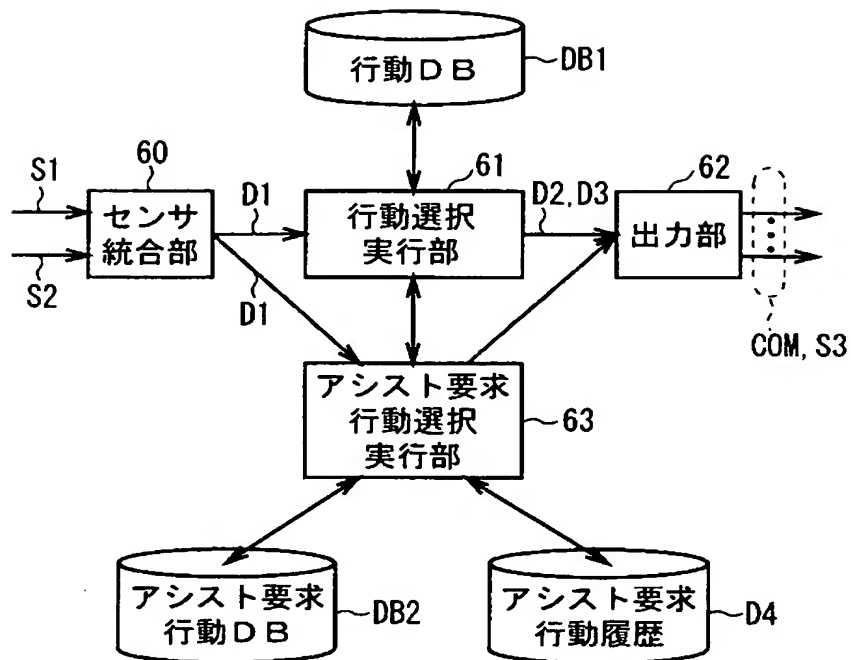 行動DB
DB1
60
61
62
S1
S2
センサ
統合部
D1
D1
行動選択
実行部
D2, D3
出力部
COM, S3
アシスト要求
行動選択
実行部
63
アシスト要求
行動DB
DB2
アシスト要求
行動履歴
D4